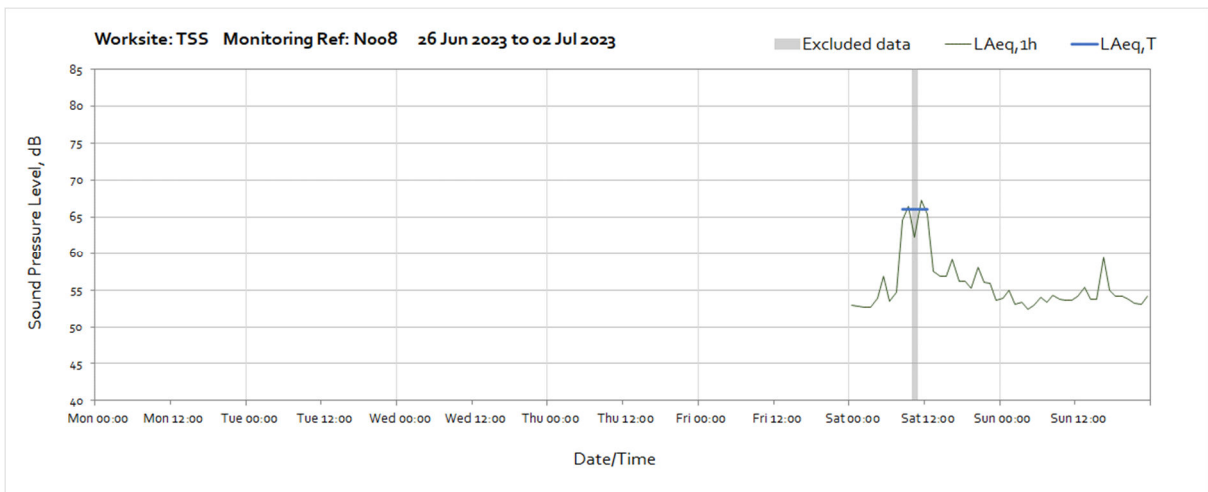 Worksite: TSS Monitoring Ref: N008 26 Jun 2023 to 02 Jul 2023
Excluded data LAeq,1h LAeq,T
85
80
75
70
65
60
55
50
45
40
Sound Pressure Level, dB
Mon 00:00 Mon 12:00 Tue 00:00 Tue 12:00 Wed 00:00 Wed 12:00 Thu 00:00 Thu 12:00 Fri 00:00 Fri 12:00 Sat 00:00 Sat 12:00 Sun 00:00 Sun 12:00
Date/Time